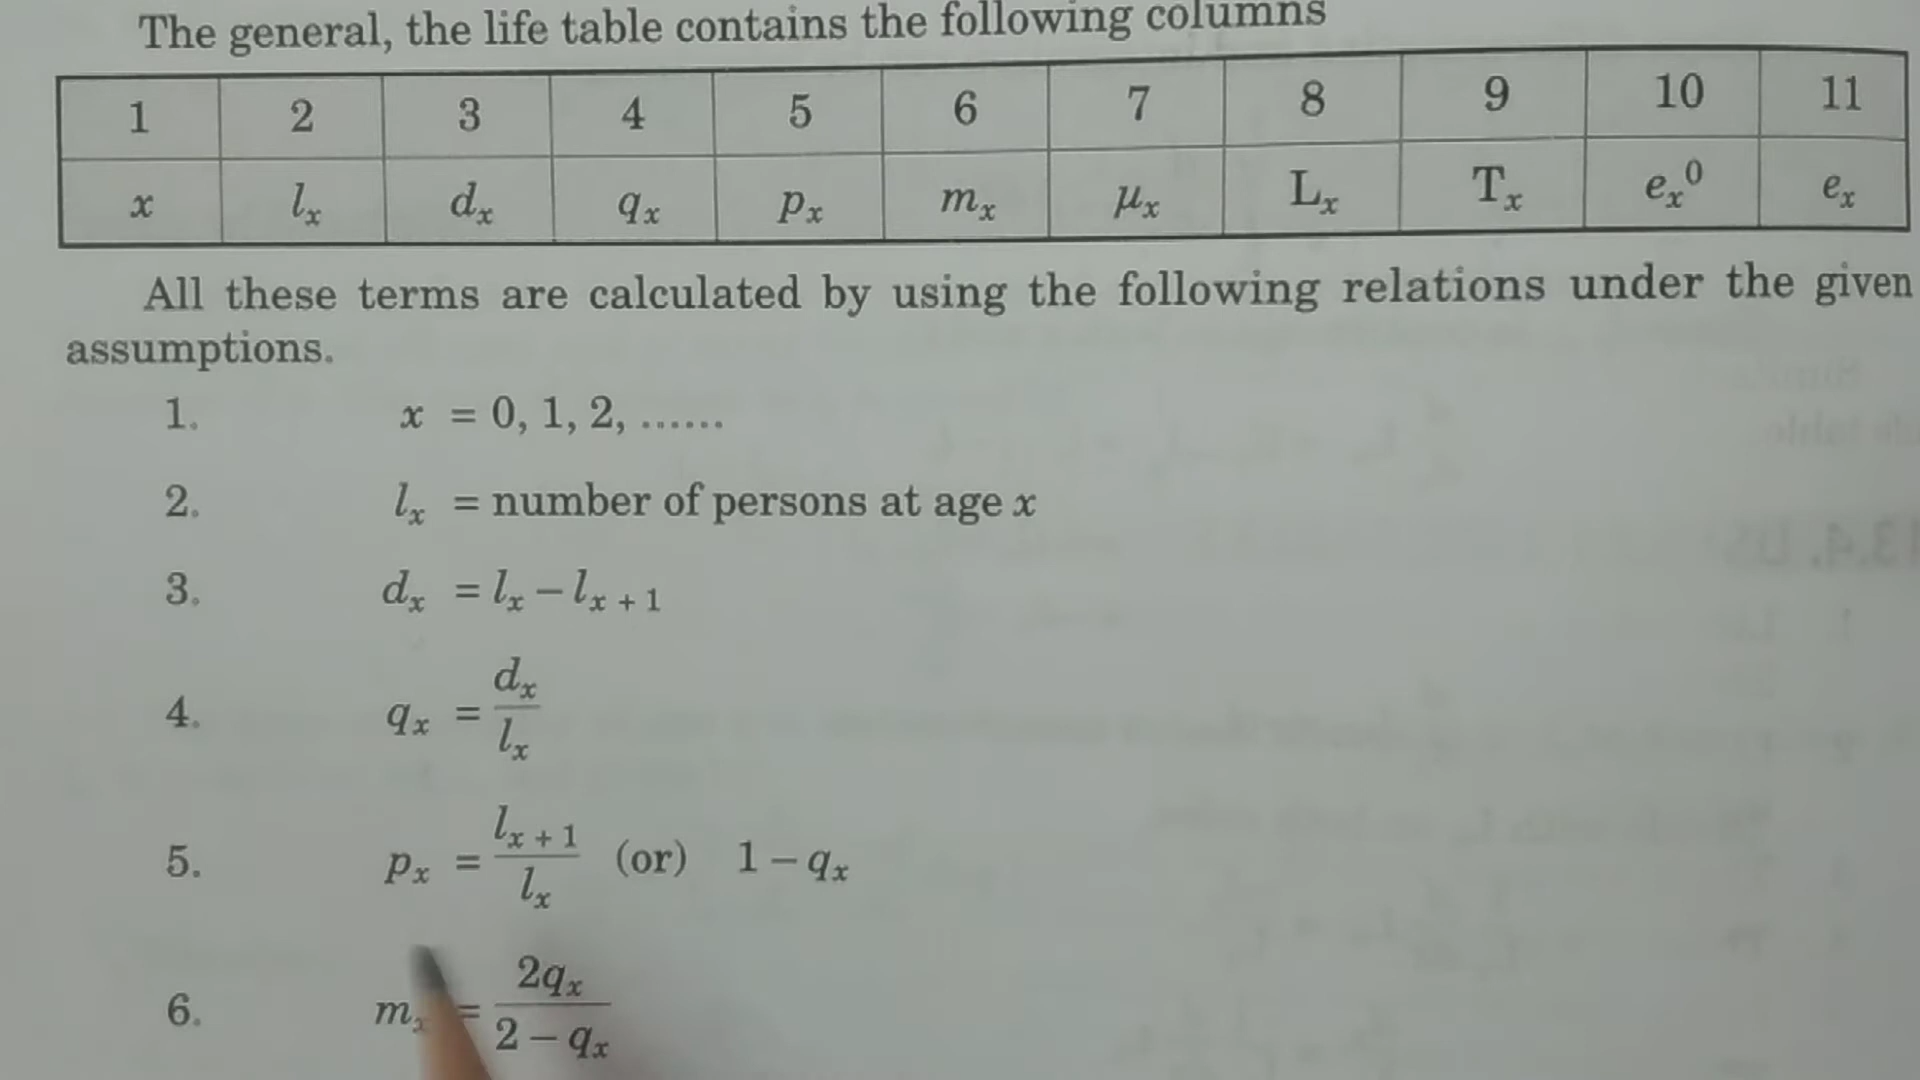 The general, the life table contains the following columns
1 2 3 4 5 6 7 8 9 10 11
x lₓ dₓ qₓ pₓ mₓ μₓ Lₓ Tₓ eₓ⁰ eₓ
All these terms are calculated by using the following relations under the given
assumptions.
1. x = 0, 1, 2, ......
2. lₓ = number of persons at age x
3. dₓ = lₓ – lₓ ₊ ₁
4. qₓ = dₓ / lₓ
5. pₓ = lₓ ₊ ₁ / lₓ (or) 1 – qₓ
6. mₓ = 2qₓ / 2 – qₓ